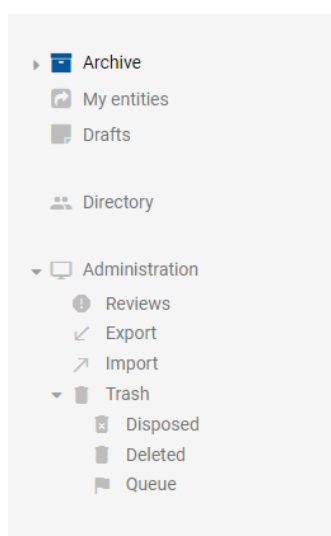 Archive
My entities
Drafts
Directory
Administration
Reviews
Export
Import
Trash
Disposed
Deleted
Queue